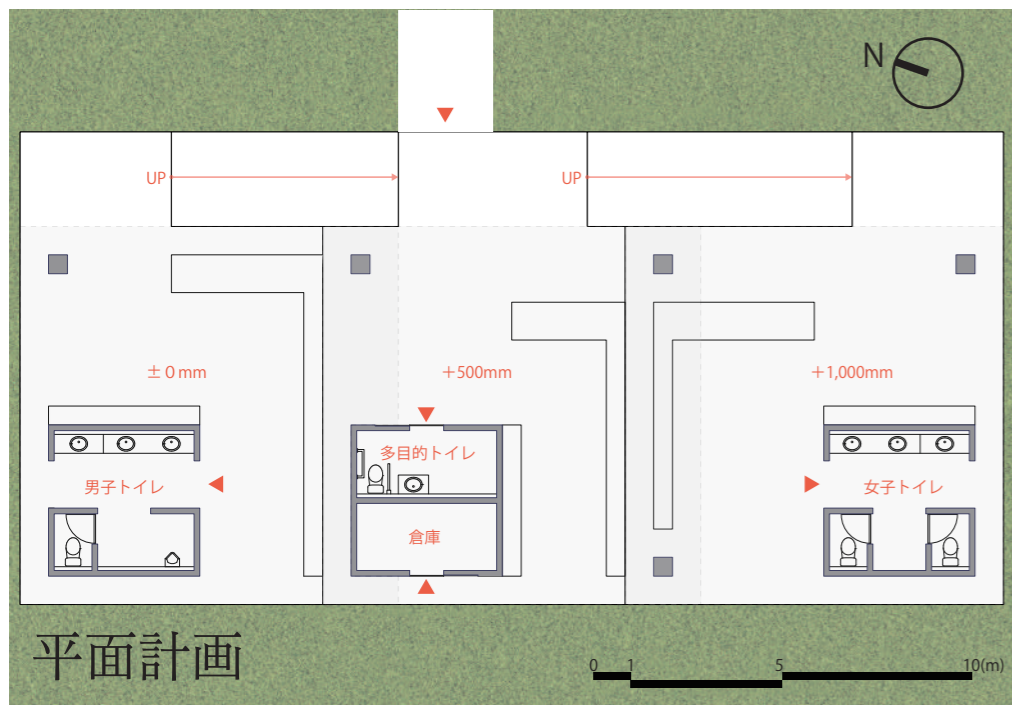 N
UP
UP
±0mm
+500mm
+1,000mm
多目的トイレ
男子トイレ
女子トイレ
倉庫
平面計画
0 1 5 10(m)